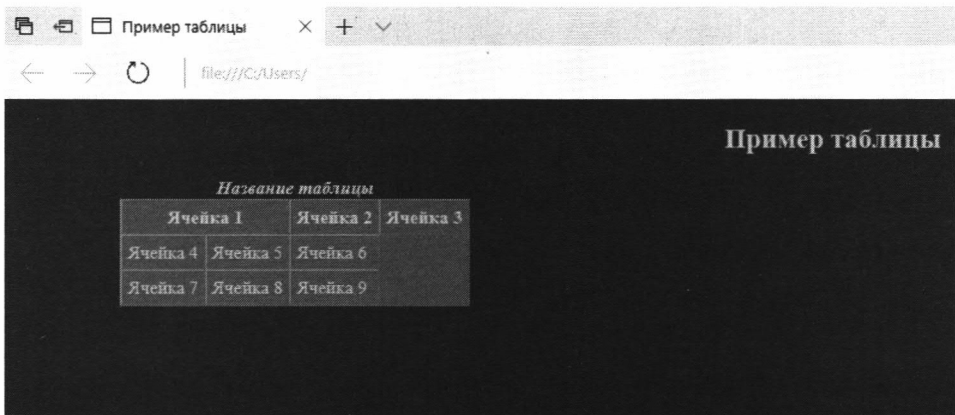 Пример таблицы
file:///C:/Users/
Пример таблицы
Название таблицы
Ячейка 1 Ячейка 2 Ячейка 3
Ячейка 4 Ячейка 5 Ячейка 6
Ячейка 7 Ячейка 8 Ячейка 9